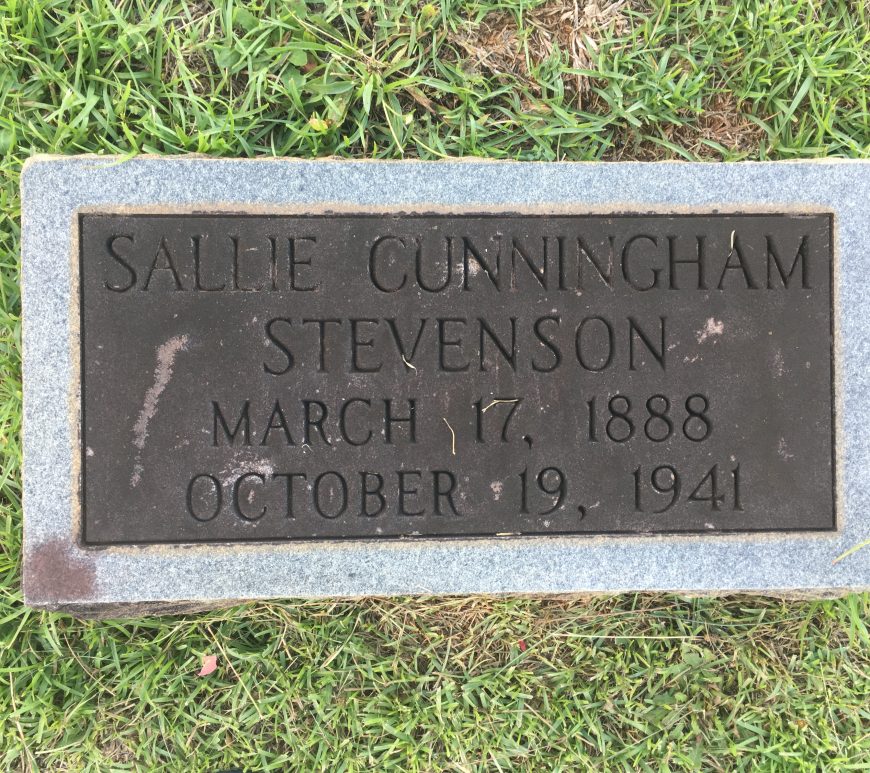 SALLIE CUNNINGHAM
STEVENSON
MARCH 17, 1888
OCTOBER 19, 1941